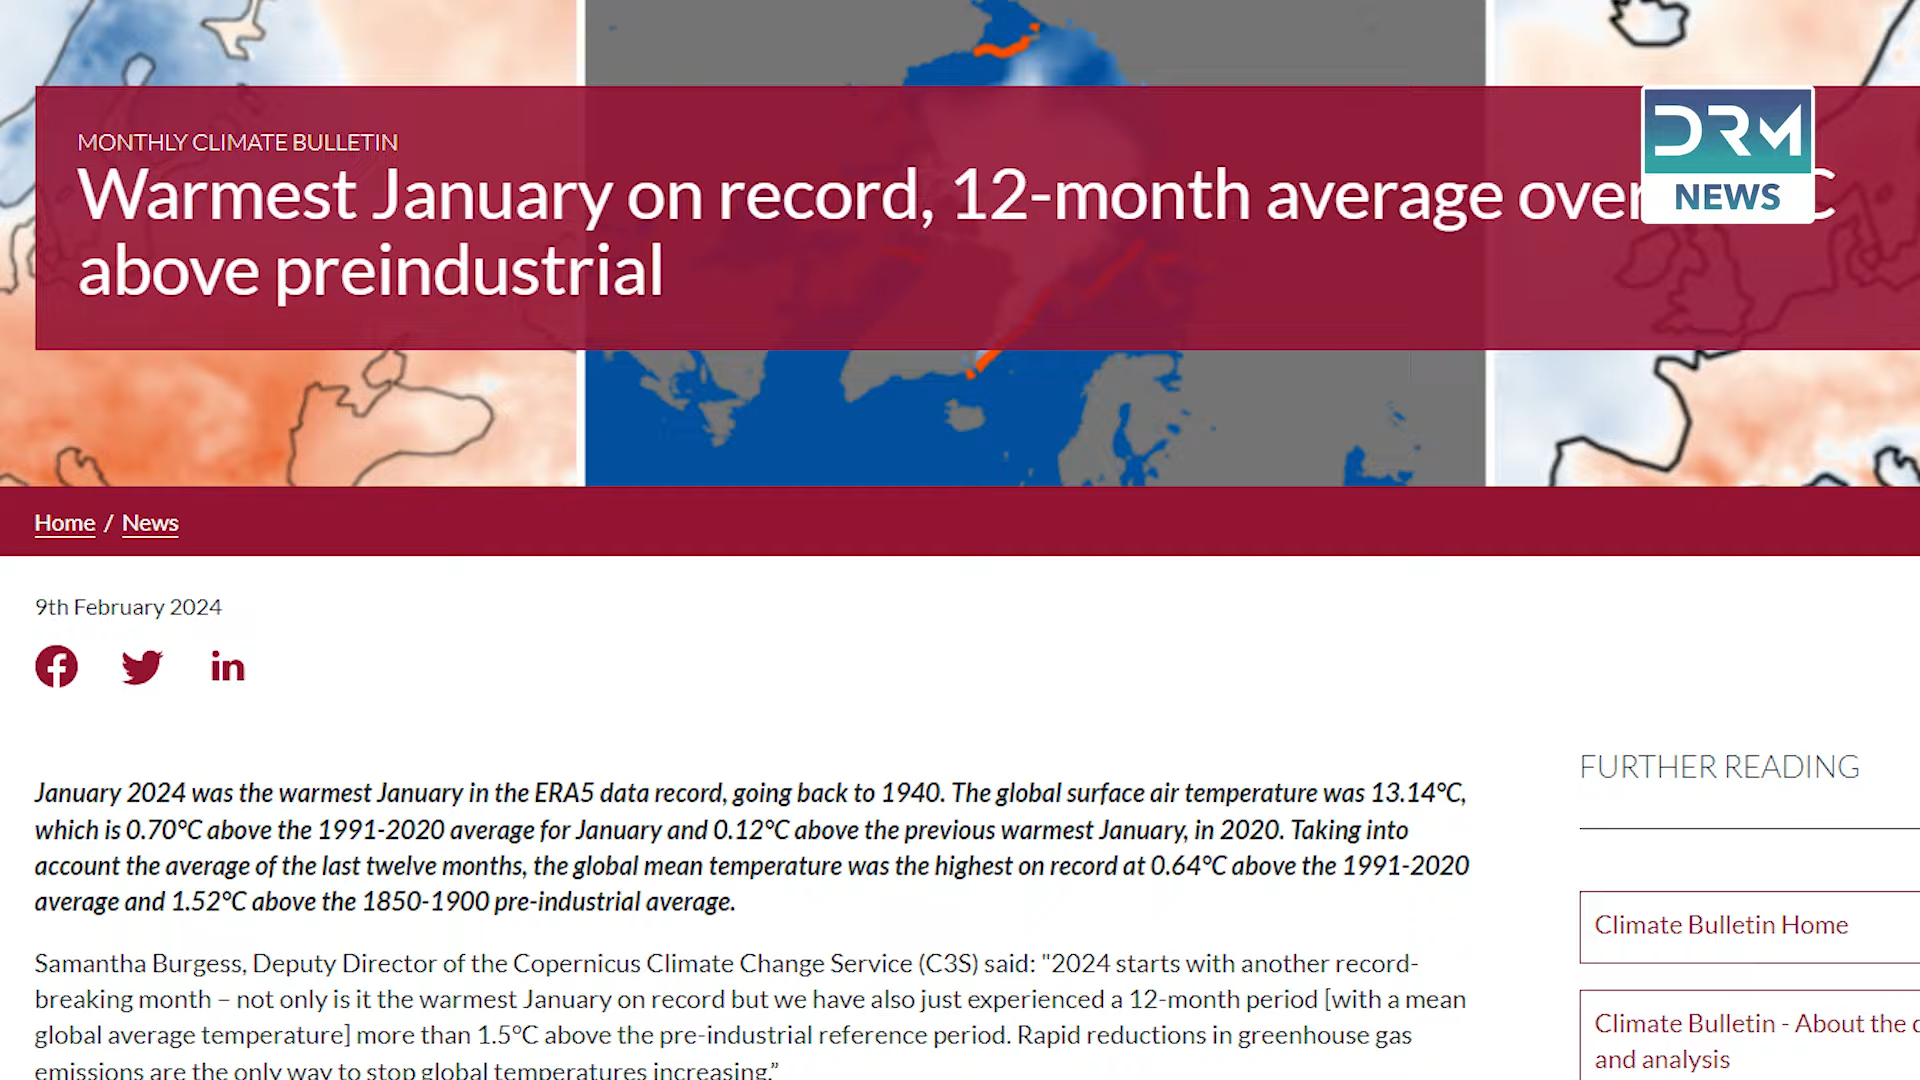 MONTHLY CLIMATE BULLETIN
Warmest January on record, 12-month average over
above preindustrial
DRM
NEWS
Home / News
9th February 2024
in
January 2024 was the warmest January in the ERA5 data record, going back to 1940. The global surface air temperature was 13.14°C,
which is 0.70°C above the 1991-2020 average for January and 0.12°C above the previous warmest January, in 2020. Taking into
account the average of the last twelve months, the global mean temperature was the highest on record at 0.64°C above the 1991-2020
average and 1.52°C above the 1850-1900 pre-industrial average.
Samantha Burgess, Deputy Director of the Copernicus Climate Change Service (C3S) said: "2024 starts with another record-
breaking month – not only is it the warmest January on record but we have also just experienced a 12-month period [with a mean
global average temperature] more than 1.5°C above the pre-industrial reference period. Rapid reductions in greenhouse gas
emissions are the only way to stop global temperatures increasing.”
FURTHER READING
Climate Bulletin Home
Climate Bulletin - About the
and analysis